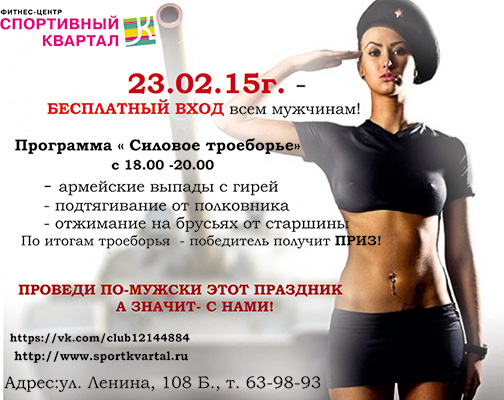 ФИТНЕС-ЦЕНТР
СПОРТИВНЫЙ
КВАРТАЛ К
23.02.15г. -
БЕСПЛАТНЫЙ ВХОД всем мужчинам!
Программа « Силовое троеборье»
с 18.00 -20.00
- армейские выпады с гирей
- подтягивание от полковника
- отжимание на брусьях от старшины
По итогам троеборья - победитель получит ПРИЗ!
ПРОВЕДИ ПО-МУЖСКИ ЭТОТ ПРАЗДНИК
А ЗНАЧИТ- С НАМИ!
https://vk.com/club12144884
http://www.sportkvartal.ru
Адрес:ул. Ленина, 108 Б., т. 63-98-93